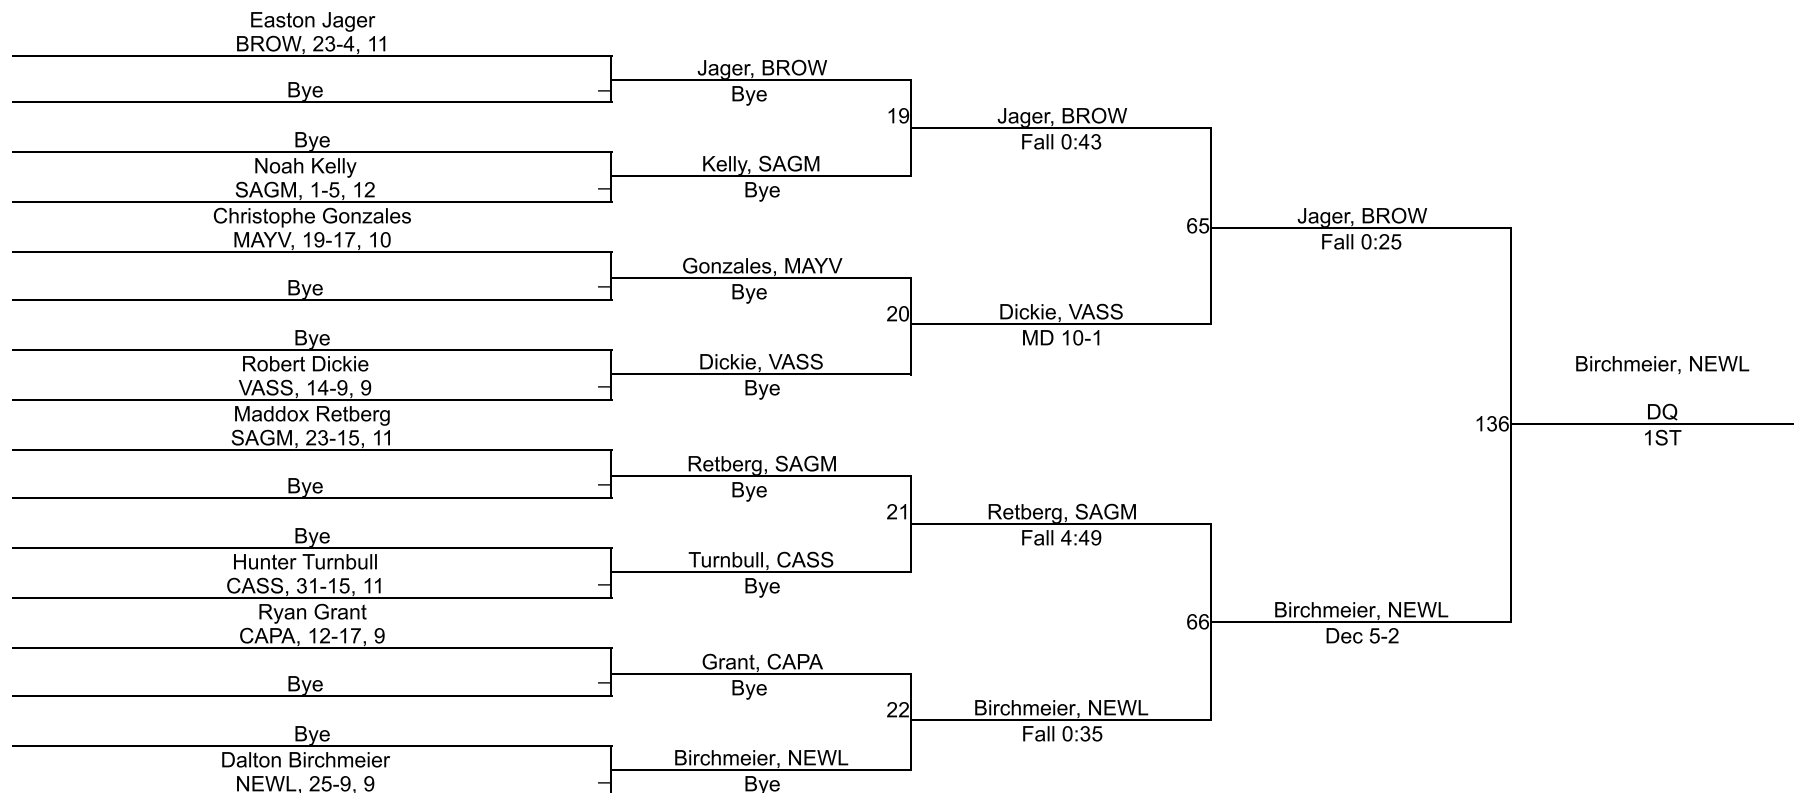 Easton Jager
BROW, 23-4, 11
Bye
Bye
Noah Kelly
SAGM, 1-5, 12
Christophe Gonzales
MAYV, 19-17, 10
Bye
Bye
Robert Dickie
VASS, 14-9, 9
Maddox Retberg
SAGM, 23-15, 11
Bye
Bye
Hunter Turnbull
CASS, 31-15, 11
Ryan Grant
CAPA, 12-17, 9
Bye
Bye
Dalton Birchmeier
NEWL, 25-9, 9
Jager, BROW
Bye
19
Kelly, SAGM
Bye
Gonzales, MAYV
Bye
20
Dickie, VASS
Bye
Retberg, SAGM
Bye
21
Turnbull, CASS
Bye
Grant, CAPA
Bye
22
Birchmeier, NEWL
Bye
Jager, BROW
Fall 0:43
65
Dickie, VASS
MD 10-1
Retberg, SAGM
Fall 4:49
66
Birchmeier, NEWL
Fall 0:35
Jager, BROW
Fall 0:25
136
Birchmeier, NEWL
Dec 5-2
Birchmeier, NEWL
DQ
1ST